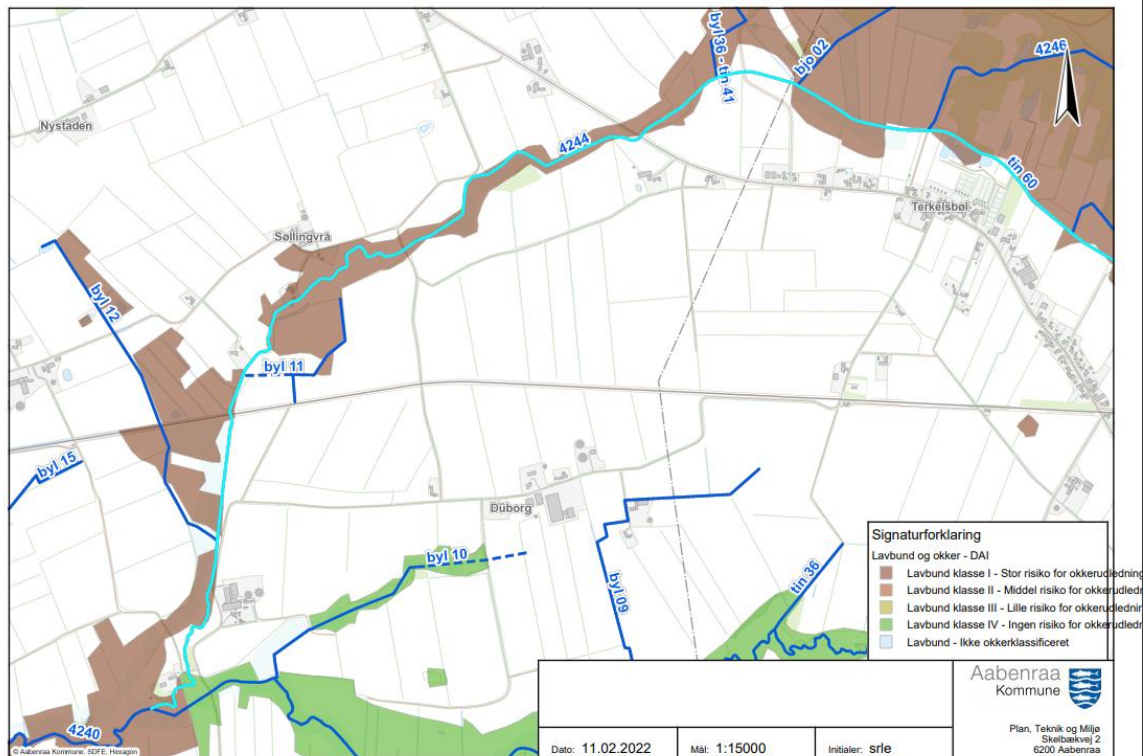 byl 36 - tin 41
bjo 02
4246
Nystaden
4244
tin 60
Terkelsbøl
Søllingvrå
byl 12
byl 11
byl 15
Duborg
byl 10
byl 09
tin 36
4240
© Aabenraa Kommune, SDFE, Hexagon
Signaturforklaring
Lavbund og okker - DAI
Lavbund klasse I - Stor risiko for okkerudledning
Lavbund klasse II - Middel risiko for okkerudledn
Lavbund klasse III - Lille risiko for okkerudlednin
Lavbund klasse IV - Ingen risiko for okkerudledn
Lavbund - Ikke okkerklassificeret
Aabenraa
Kommune
Plan, Teknik og Miljø
Skelbækvej 2
6200 Aabenraa
Dato: 11.02.2022
Mål: 1:15000
Initialer: srle